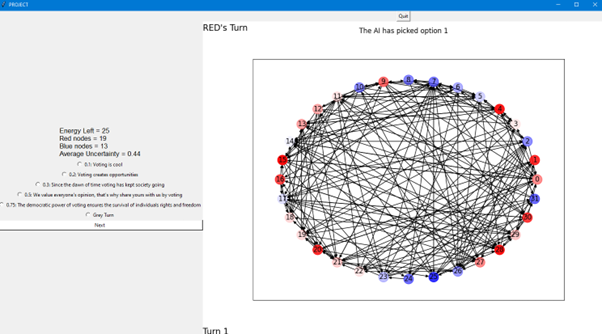 PROJECT
Quit
RED's Turn
The AI has picked option 1
Energy Left = 25
Red nodes = 19
Blue nodes = 13
Average Uncertainty = 0.44
0.1: Voting is cool
0.2: Voting creates opportunities
0.3: Since the dawn of time voting has kept society going
0.5: We value everyone's opinion, that's why share yours with us by voting
0.75: The democratic power of voting ensures the survival of individuals rights and freedom
Grey Turn
Next
8
7
9
6
10
5
11
4
12
3
13
2
14
15
1
16
0
17
31
18
30
19
29
20
28
21
27
22
26
23
24
25
Turn 1